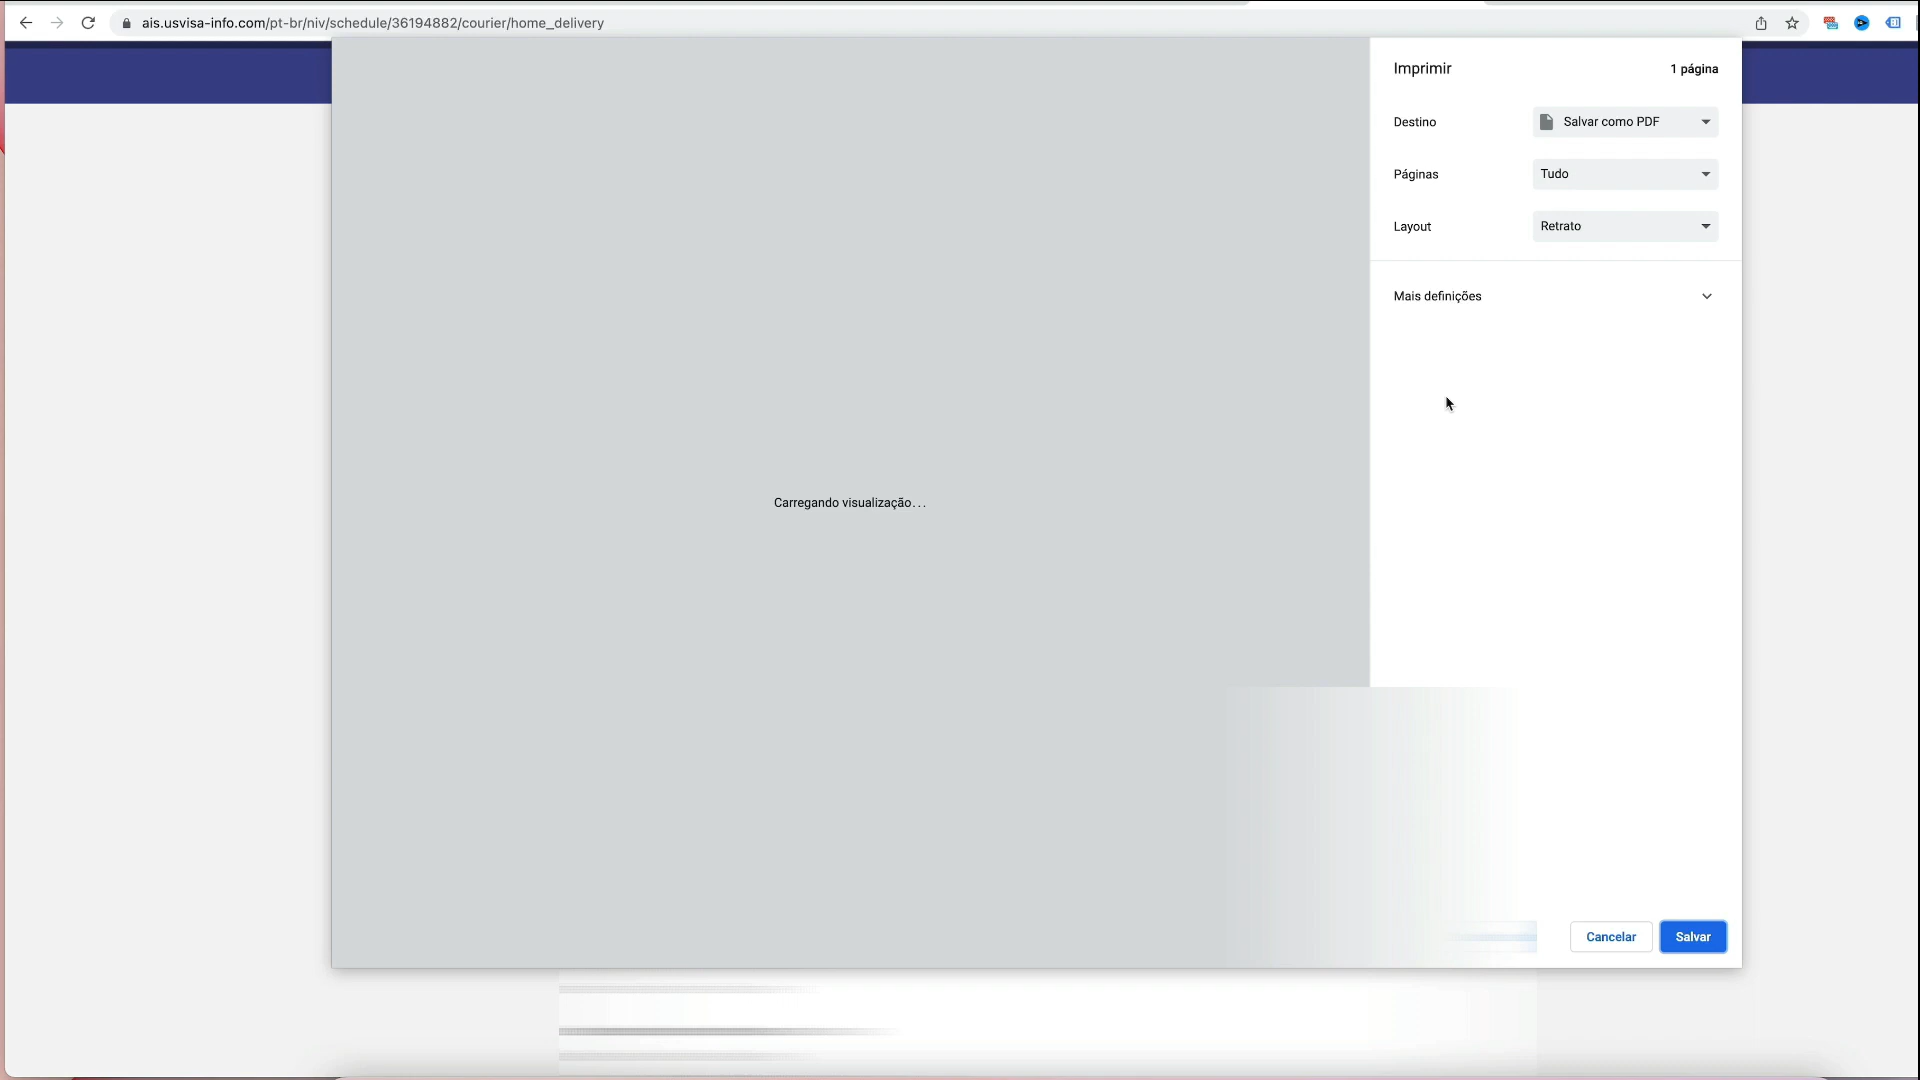 ais.usvisa-info.com/pt-br/niv/schedule/36194882/courier/home_delivery
Imprimir
1 página
Destino
Salvar como PDF
Páginas
Tudo
Layout
Retrato
Mais definições
Carregando visualização...
Cancelar
Salvar